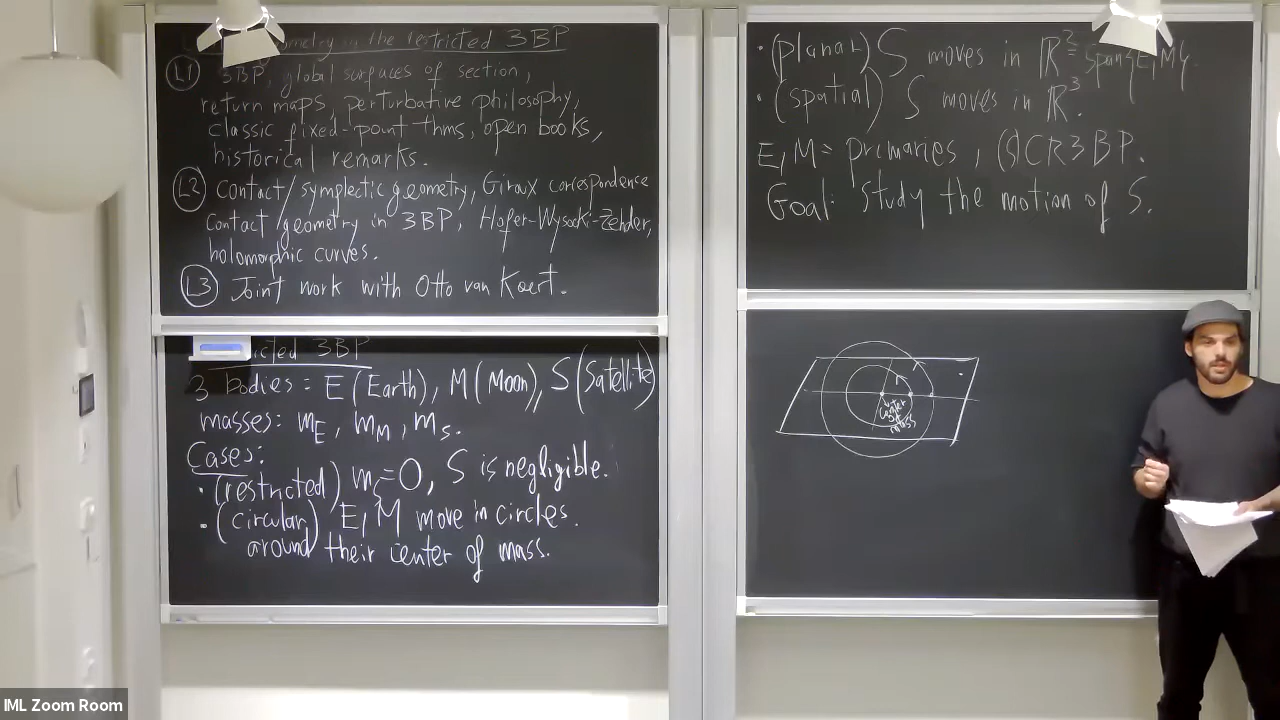 ometry in the restricted 3BP
L1 3BP, global surfaces of section,
return maps, perturbative philosophy,
classic fixed-point thms, open books,
historical remarks.
L2 Contact/symplectic geometry, Giroux correspondence
Contact/geometry in 3BP, Hofer-Wysocki-Zehnder,
holomorphic curves.
L3 Joint work with Otto van Koert.
icted 3BP
3 bodies: E (Earth), M (Moon), S (Satellite)
masses: m_E, m_M, m_S.
Cases:
· (restricted) m_S=0, S is negligible.
· (circular) E, M move in circles.
around their center of mass.
· (planar) S moves in ℝ²= span{E,M}.
· (spatial) S moves in ℝ³.
E, M = primaries, (S)CR3BP.
Goal: Study the motion of S.
center
mass
IML Zoom Room